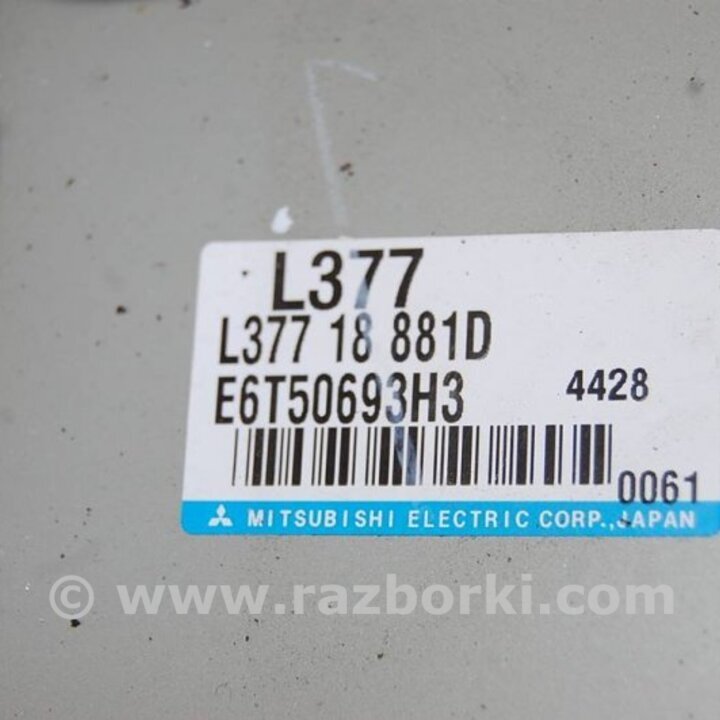 L377
L377 18 881D
E6T50693H3 4428
0061
MITSUBISHI ELECTRIC CORP., JAPAN
© www.razborki.com